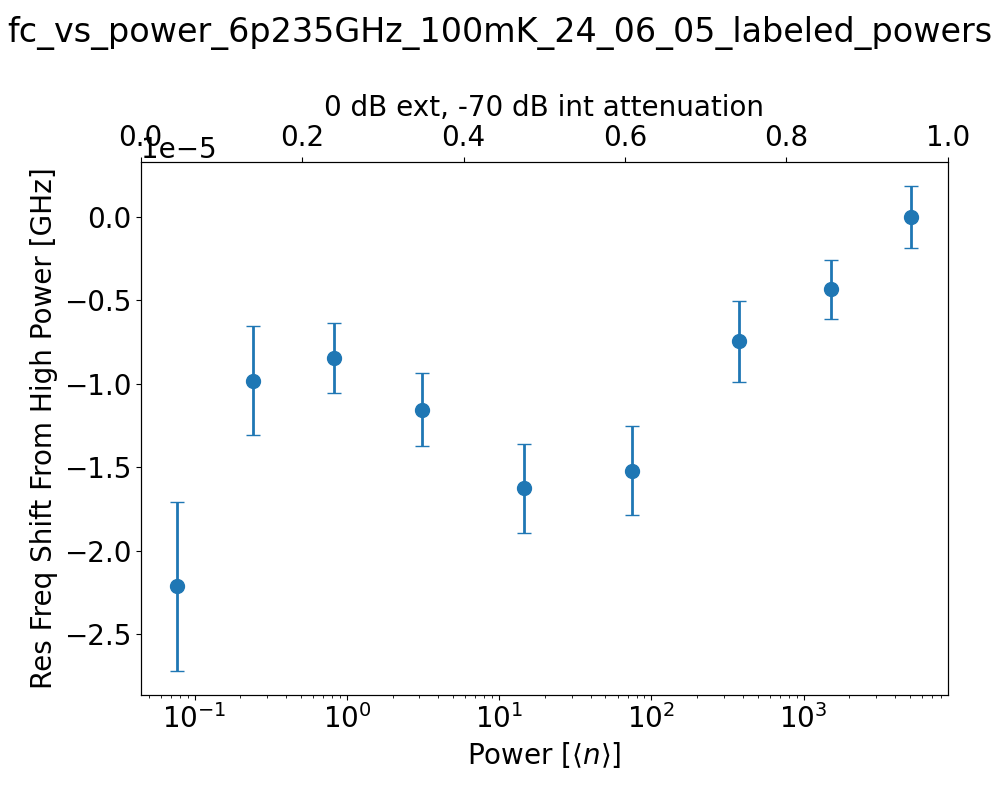 fc_vs_power_6p235GHz_100mK_24_06_05_labeled_powers
0 dB ext, -70 dB int attenuation
0.0 0.2 0.4 0.6 0.8 1.0
1e−5
Res Freq Shift From High Power [GHz]
0.0
−0.5
−1.0
−1.5
−2.0
−2.5
10⁻¹ 10⁰ 10¹ 10² 10³
Power [⟨n⟩]